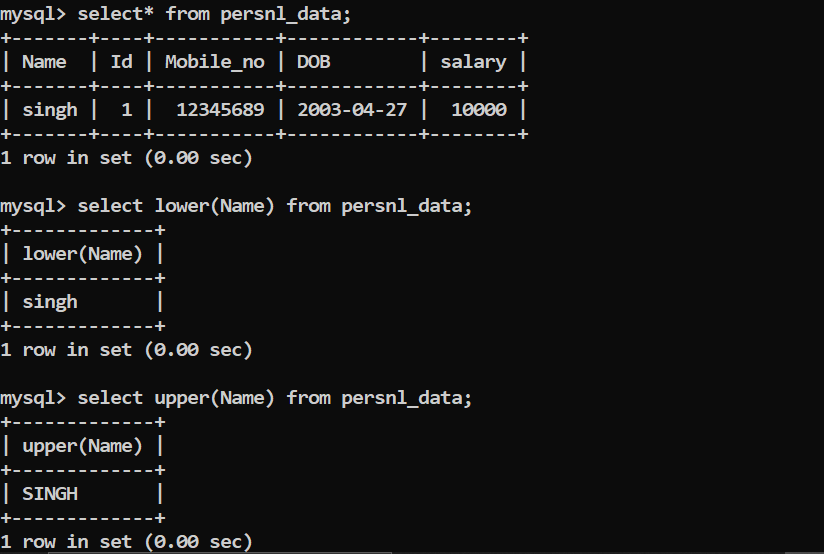 mysql> select* from persnl_data;
+-------+----+-----------+------------+--------+
| Name  | Id | Mobile_no | DOB        | salary |
+-------+----+-----------+------------+--------+
| singh |  1 |  12345689 | 2003-04-27 |  10000 |
+-------+----+-----------+------------+--------+
1 row in set (0.00 sec)

mysql> select lower(Name) from persnl_data;
+-------------+
| lower(Name) |
+-------------+
| singh       |
+-------------+
1 row in set (0.00 sec)

mysql> select upper(Name) from persnl_data;
+-------------+
| upper(Name) |
+-------------+
| SINGH       |
+-------------+
1 row in set (0.00 sec)